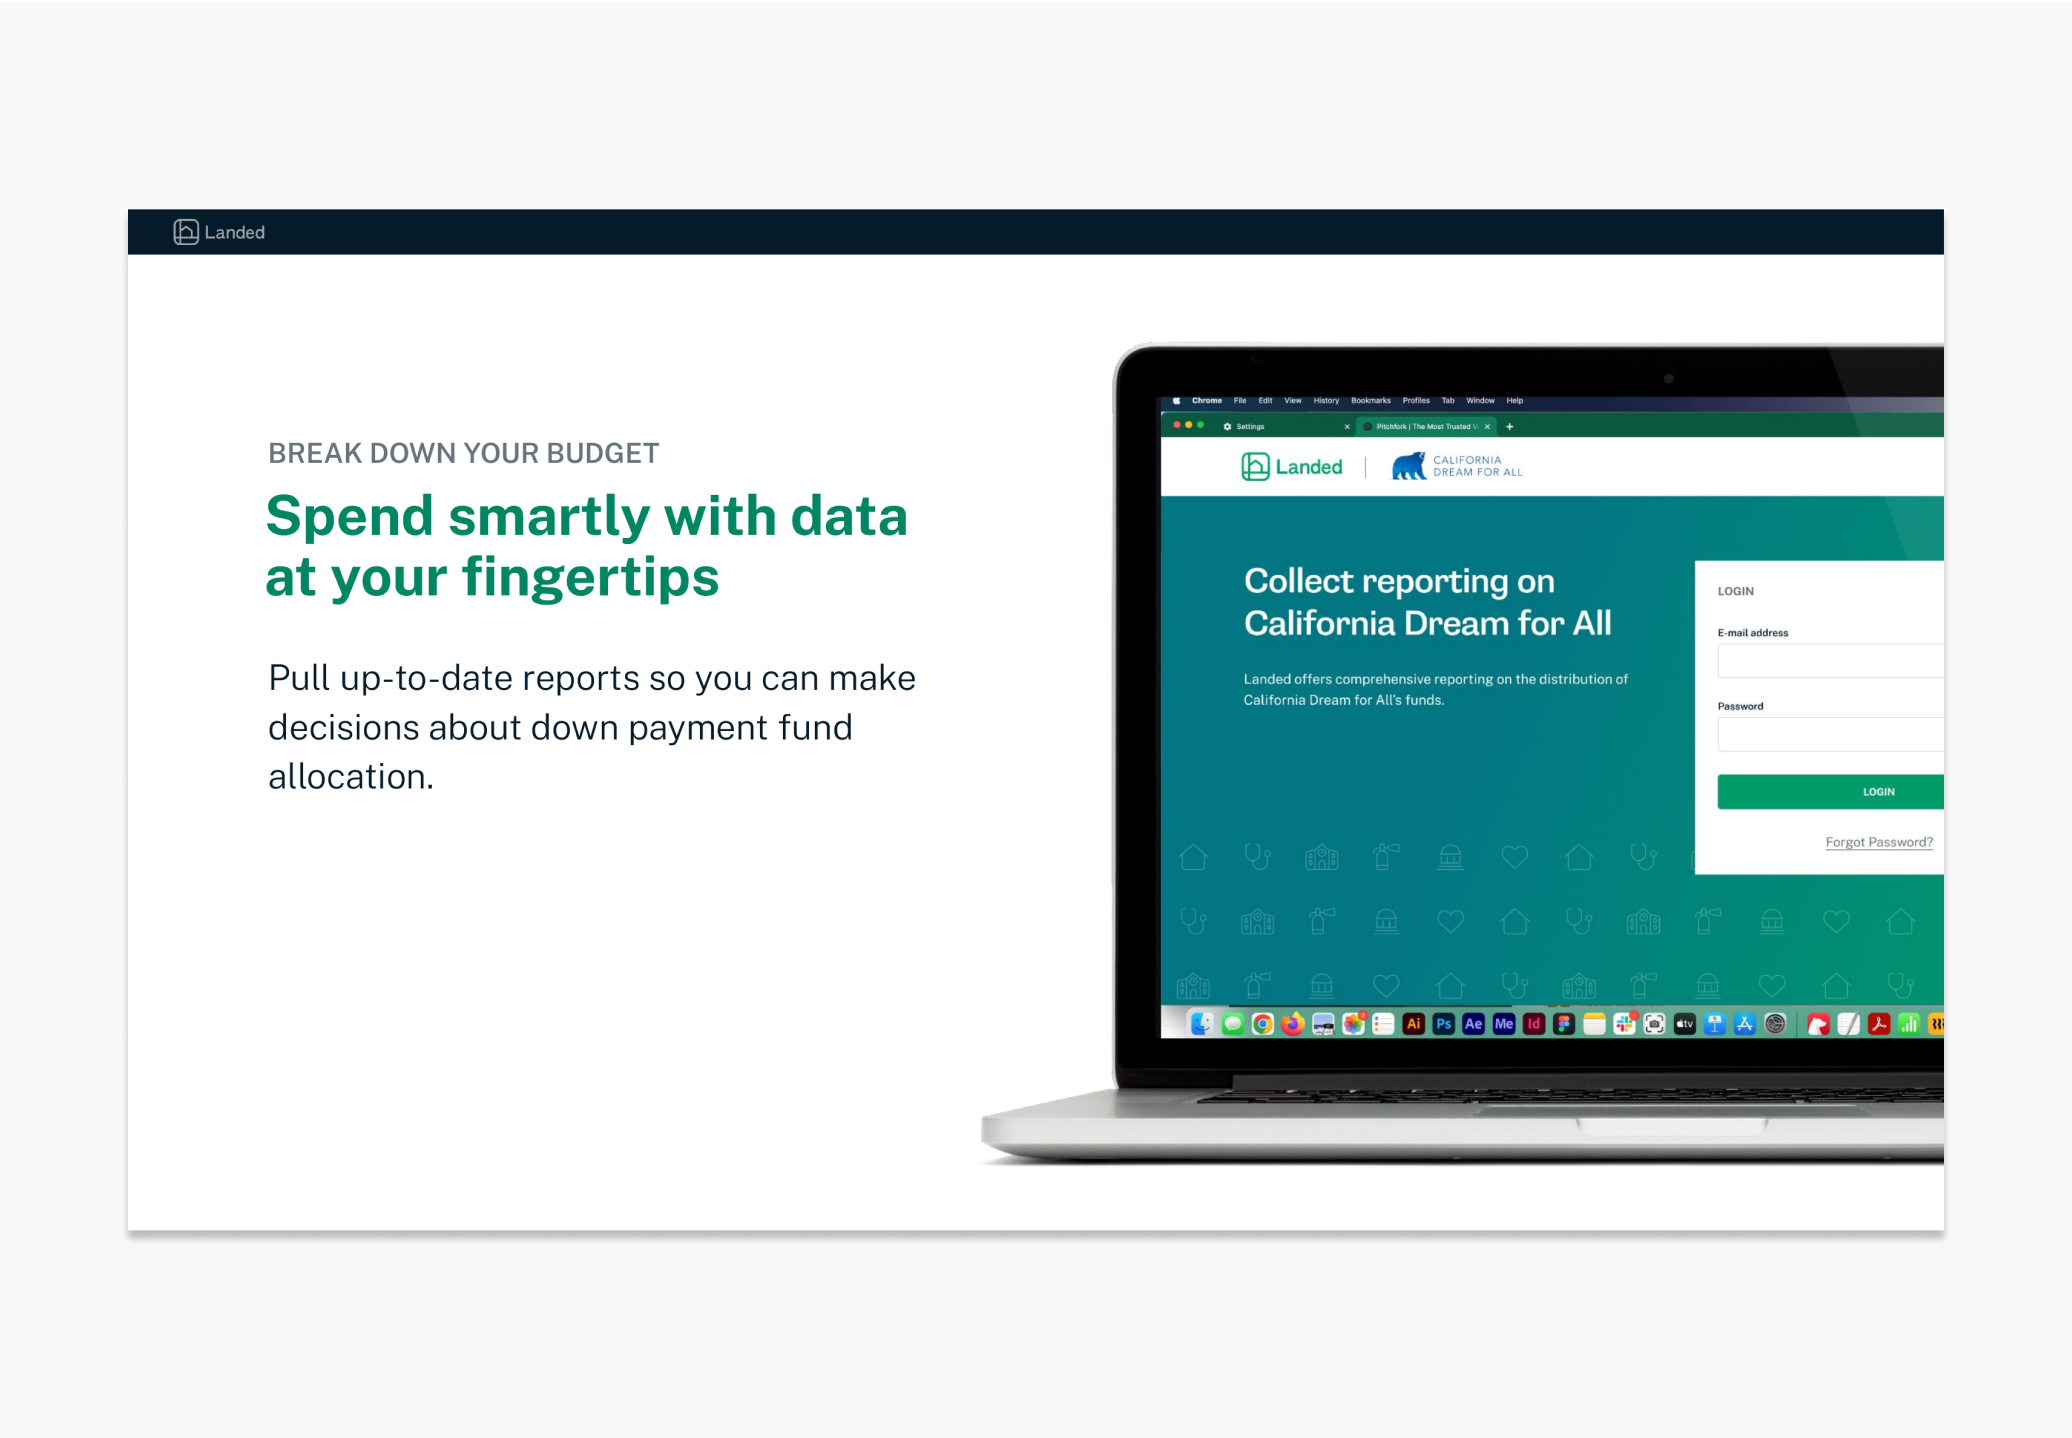 Landed
BREAK DOWN YOUR BUDGET
Spend smartly with data
at your fingertips
Pull up-to-date reports so you can make
decisions about down payment fund
allocation.
Chrome File Edit View History Bookmarks Profiles Tab Window Help
Settings
Pitchfork | The Most Trusted
Landed
CALIFORNIA
DREAM FOR ALL
Collect reporting on
California Dream for All
Landed offers comprehensive reporting on the distribution of
California Dream for All's funds.
LOGIN
E-mail address
Password
LOGIN
Forgot Password?
Ai Ps Ae Me Id tv